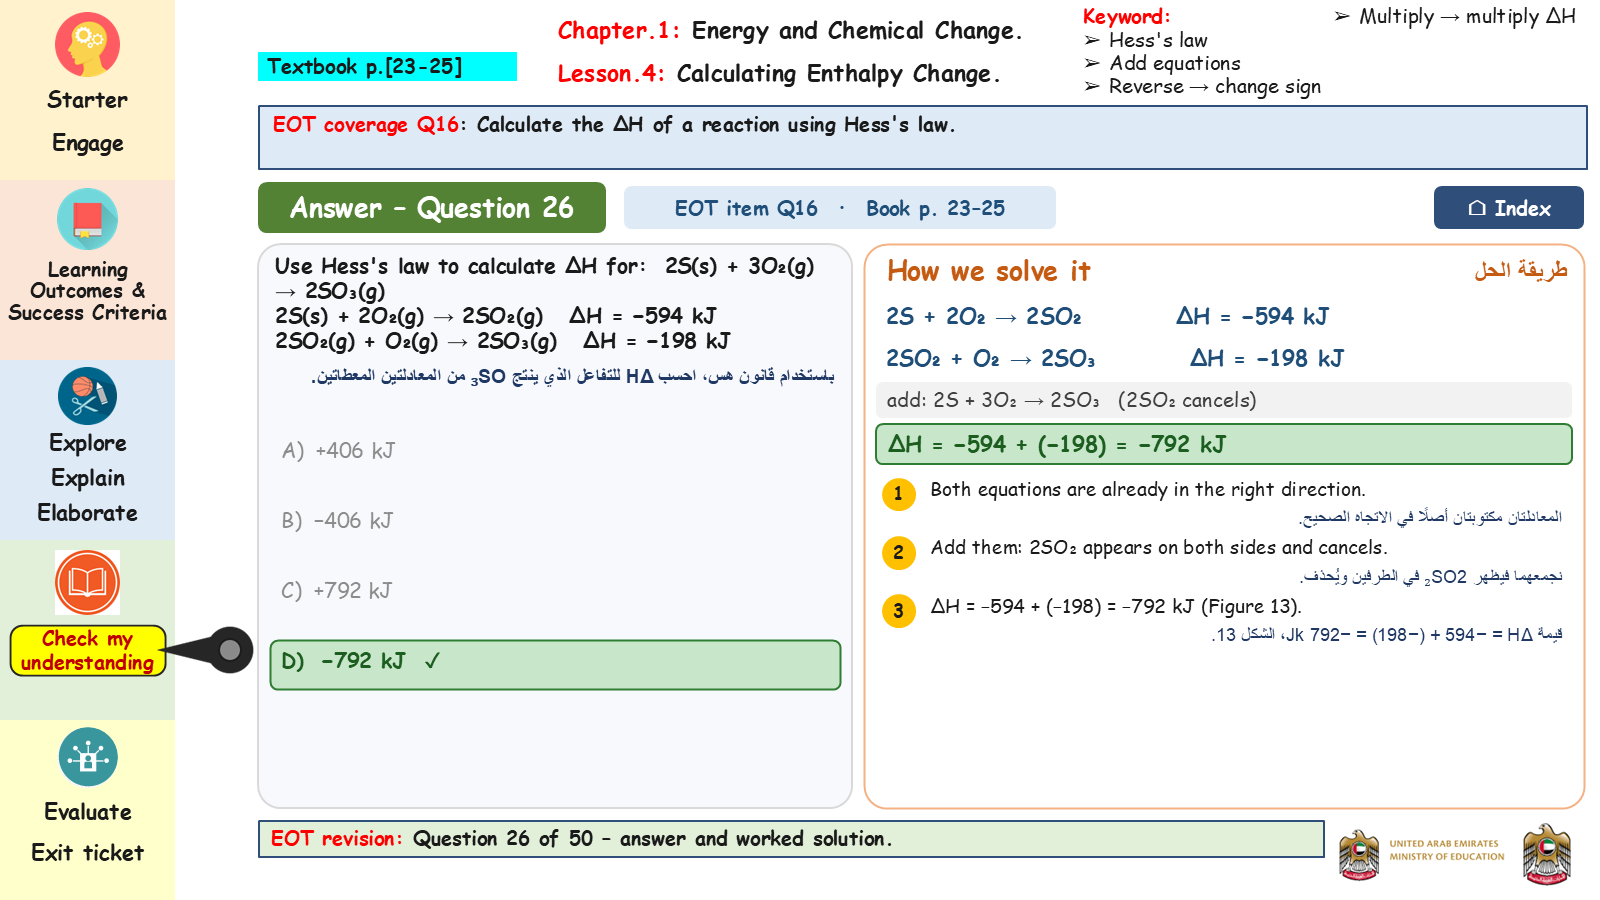 Starter
Engage
Learning
Outcomes &
Success Criteria
Explore
Explain
Elaborate
Check my
understanding
Evaluate
Exit ticket
Textbook p.[23-25]
Chapter.1: Energy and Chemical Change.
Lesson.4: Calculating Enthalpy Change.
Keyword:
➢ Hess's law
➢ Add equations
➢ Reverse → change sign
➢ Multiply → multiply ΔH
EOT coverage Q16: Calculate the ΔH of a reaction using Hess's law.
Answer – Question 26
EOT item Q16 · Book p. 23–25
⌂ Index
Use Hess's law to calculate ΔH for: 2S(s) + 3O₂(g)
→ 2SO₃(g)
2S(s) + 2O₂(g) → 2SO₂(g) ΔH = −594 kJ
2SO₂(g) + O₂(g) → 2SO₃(g) ΔH = −198 kJ
باستخدام قانون هس، احسب ΔH للتفاعل الذي ينتج SO₃ من المعادلتين المعطاتين.
A) +406 kJ
B) −406 kJ
C) +792 kJ
D) −792 kJ ✓
How we solve it
طريقة الحل
2S + 2O₂ → 2SO₂ ΔH = −594 kJ
2SO₂ + O₂ → 2SO₃ ΔH = −198 kJ
add: 2S + 3O₂ → 2SO₃ (2SO₂ cancels)
ΔH = −594 + (−198) = −792 kJ
1 Both equations are already in the right direction.
المعادلتان مكتوبتان أصلًا في الاتجاه الصحيح.
2 Add them: 2SO₂ appears on both sides and cancels.
نجمعهما فيظهر 2SO₂ في الطرفين ويُحذف.
3 ΔH = −594 + (−198) = −792 kJ (Figure 13).
قيمة ΔH = −594 + (−198) = −792 kJ، الشكل 13.
EOT revision: Question 26 of 50 – answer and worked solution.
UNITED ARAB EMIRATES
MINISTRY OF EDUCATION